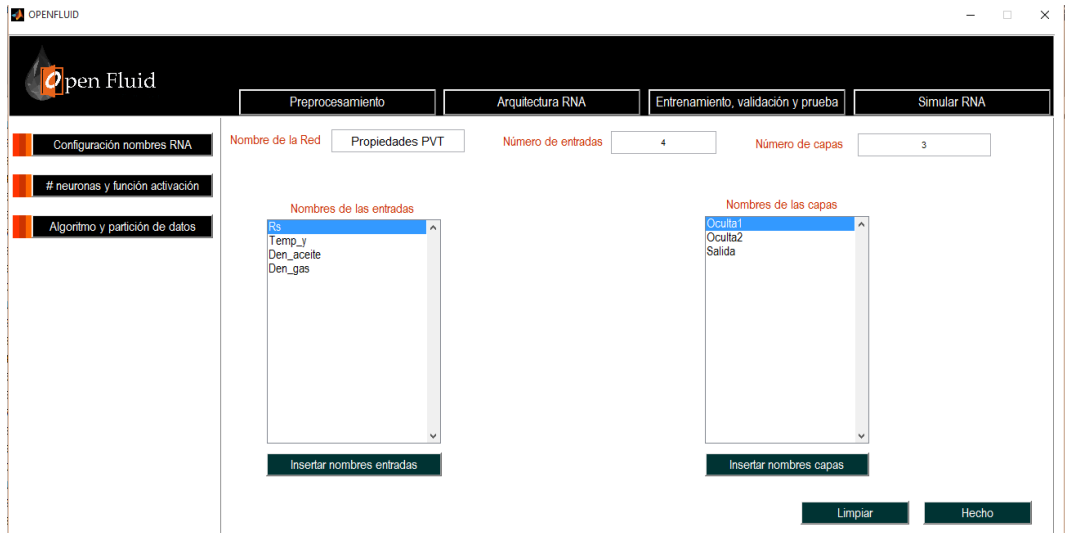 OPENFLUID
Open Fluid
Preprocesamiento
Arquitectura RNA
Entrenamiento, validación y prueba
Simular RNA
Configuración nombres RNA
# neuronas y función activación
Algoritmo y partición de datos
Nombre de la Red
Propiedades PVT
Número de entradas
4
Número de capas
3
Nombres de las entradas
Rs
Temp_y
Den_aceite
Den_gas
Insertar nombres entradas
Nombres de las capas
Oculta1
Oculta2
Salida
Insertar nombres capas
Limpiar
Hecho